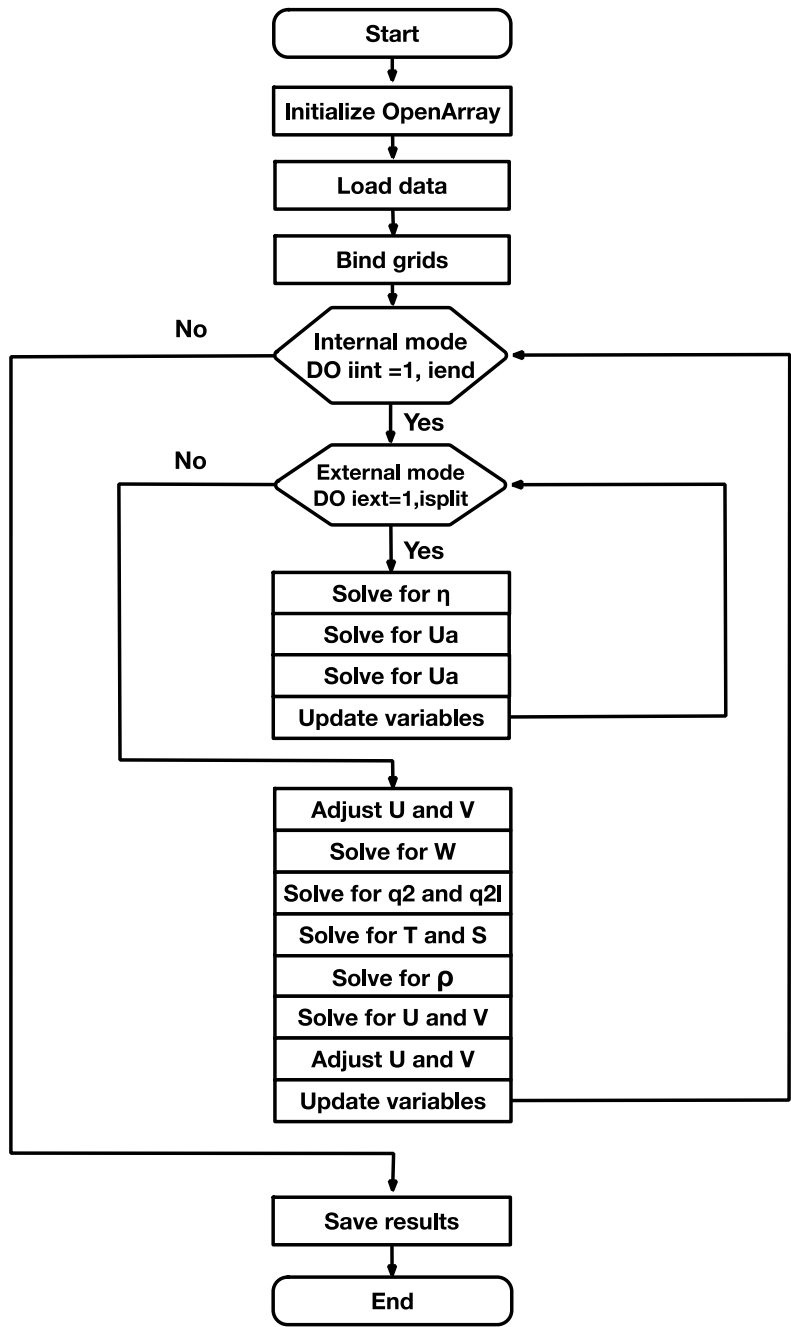 Start
Initialize OpenArray
Load data
Bind grids
No
Internal mode
DO iint =1, iend
Yes
No
External mode
DO iext=1,isplit
Yes
Solve for η
Solve for Ua
Solve for Ua
Update variables
Adjust U and V
Solve for W
Solve for q2 and q2l
Solve for T and S
Solve for ρ
Solve for U and V
Adjust U and V
Update variables
Save results
End